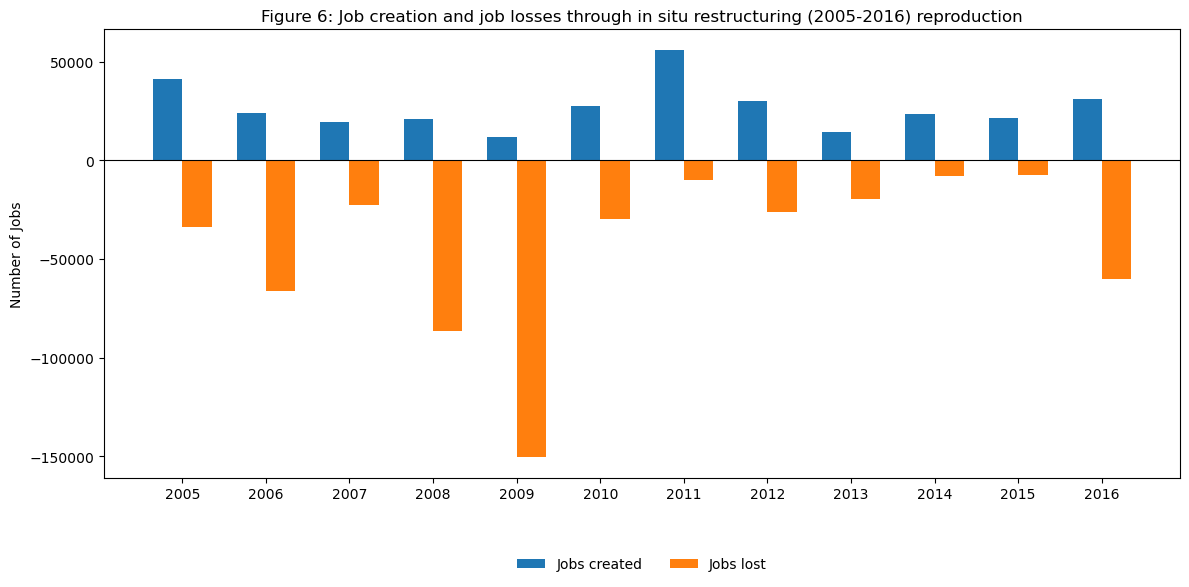 Figure 6: Job creation and job losses through in situ restructuring (2005-2016) reproduction
Number of Jobs
50000
0
−50000
−100000
−150000
2005 2006 2007 2008 2009 2010 2011 2012 2013 2014 2015 2016
Jobs created Jobs lost